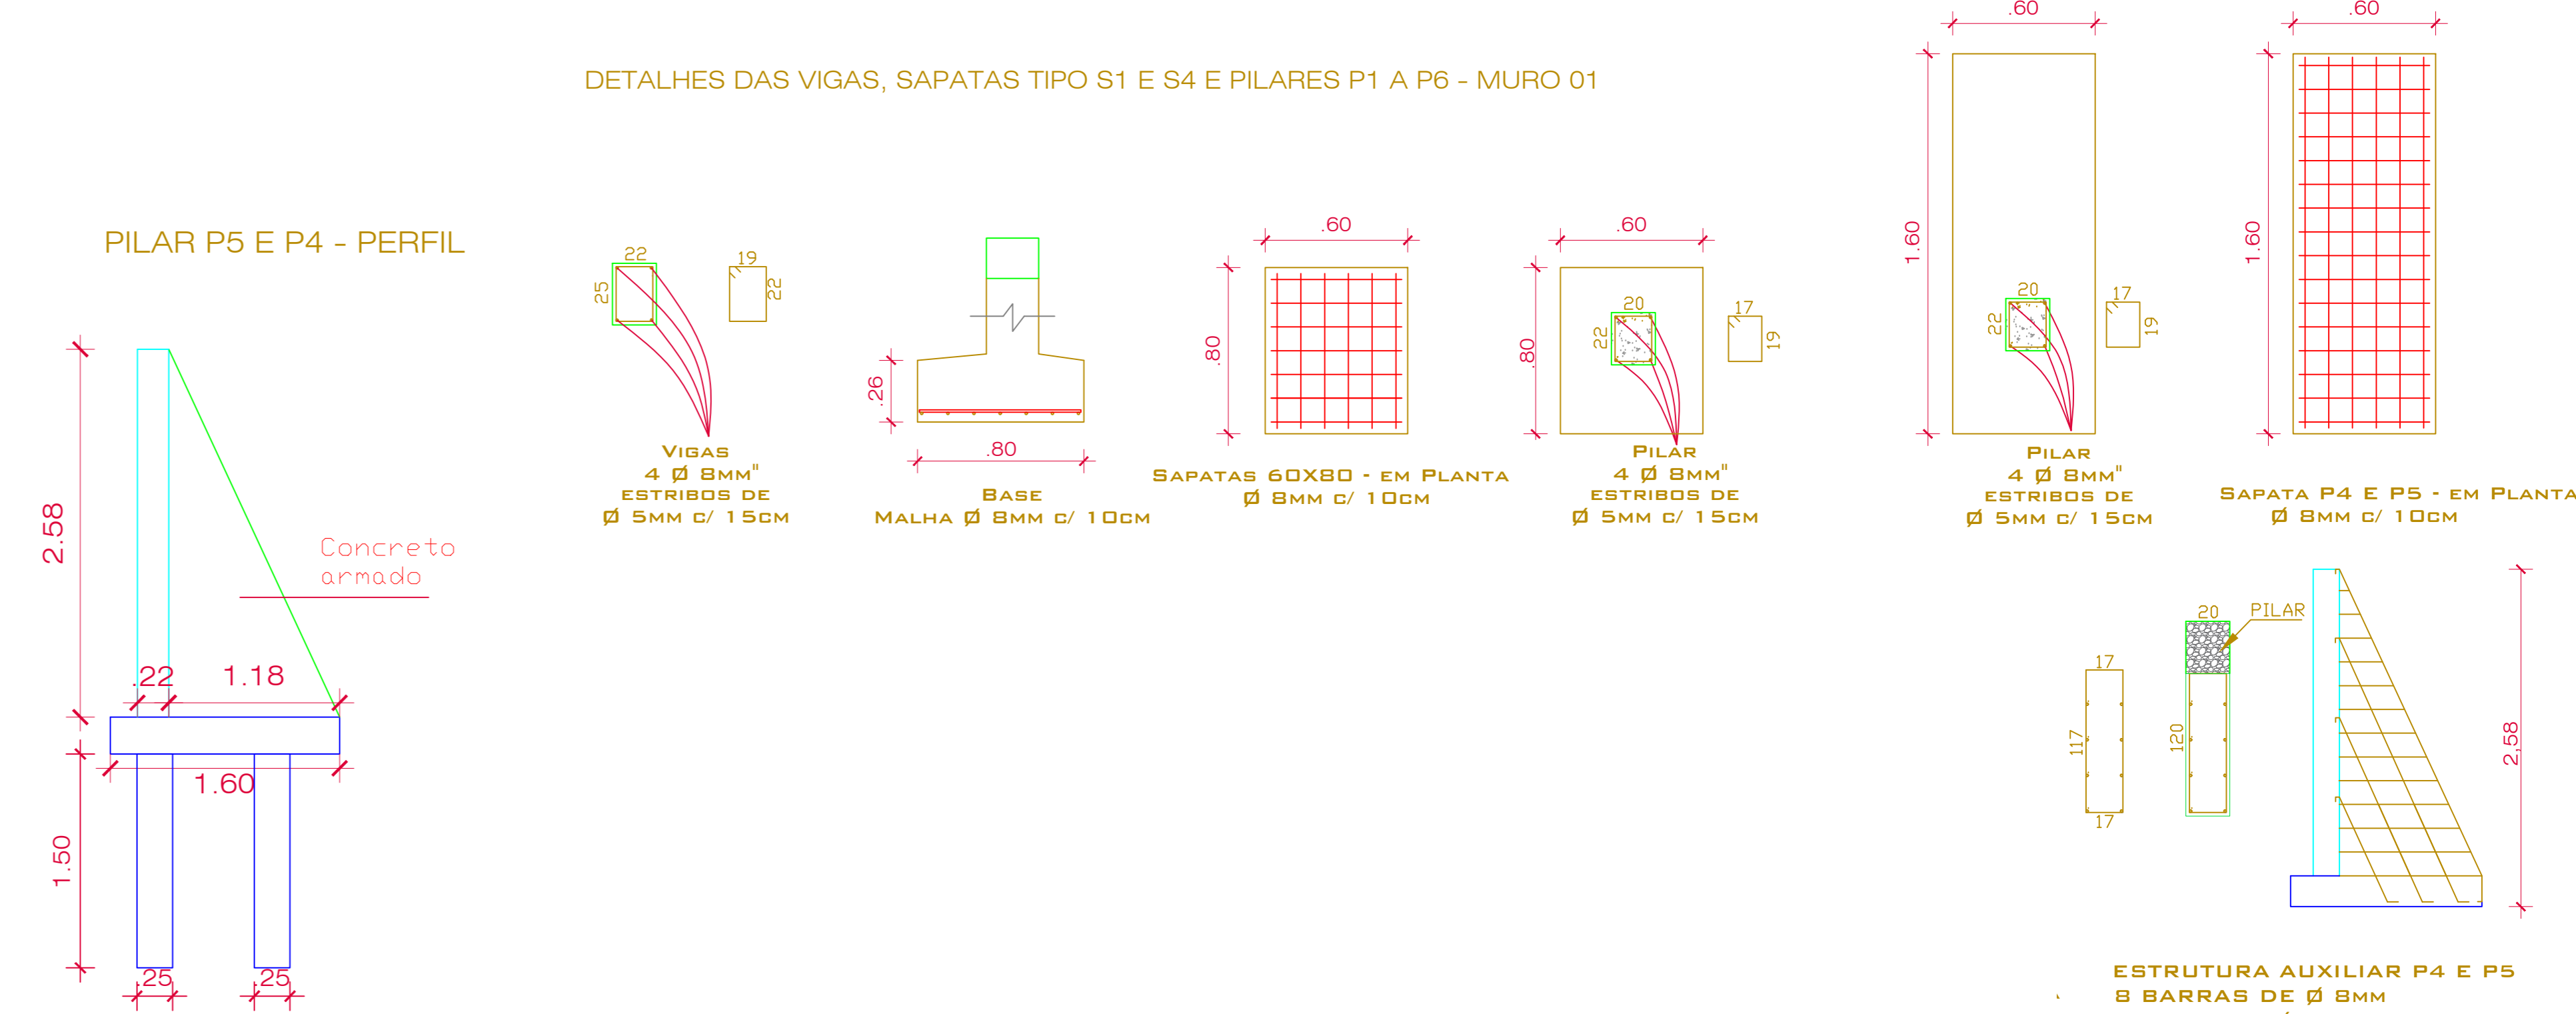 DETALHES DAS VIGAS, SAPATAS TIPO S1 E S4 E PILARES P1 A P6 - MURO 01
PILAR P5 E P4 - PERFIL
2.58
Concreto
armado
.22
1.18
1.60
1.50
.25
.25
22
25
19
22
VIGAS
4 Ø 8MM"
ESTRIBOS DE
Ø 5MM C/ 15CM
.26
.80
BASE
MALHA Ø 8MM C/ 10CM
.60
.80
SAPATAS 60X80 - EM PLANTA
Ø 8MM C/ 10CM
.60
.80
20
22
17
19
PILAR
4 Ø 8MM"
ESTRIBOS DE
Ø 5MM C/ 15CM
.60
1.60
20
22
17
19
PILAR
4 Ø 8MM"
ESTRIBOS DE
Ø 5MM C/ 15CM
.60
1.60
SAPATA P4 E P5 - EM PLANTA
Ø 8MM C/ 10CM
17
117
17
20
PILAR
120
2,58
ESTRUTURA AUXILIAR P4 E P5
8 BARRAS DE Ø 8MM